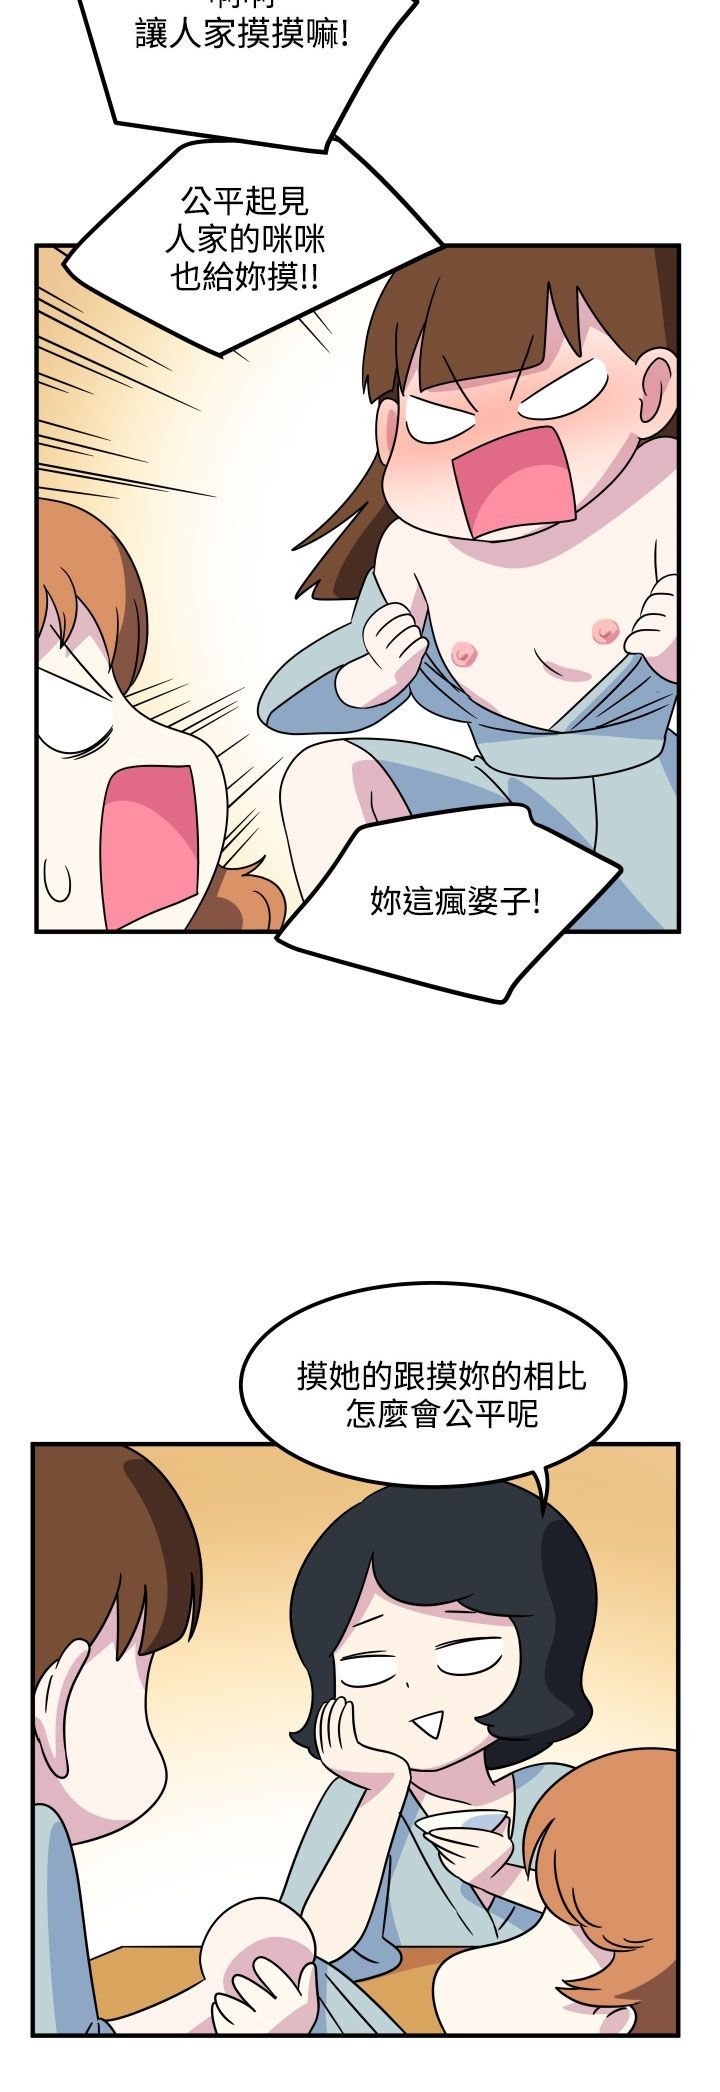 讓人家摸摸嘛!
公平起見
人家的咪咪
也給妳摸!!
妳這瘋婆子!
摸她的跟摸妳的相比
怎麼會公平呢